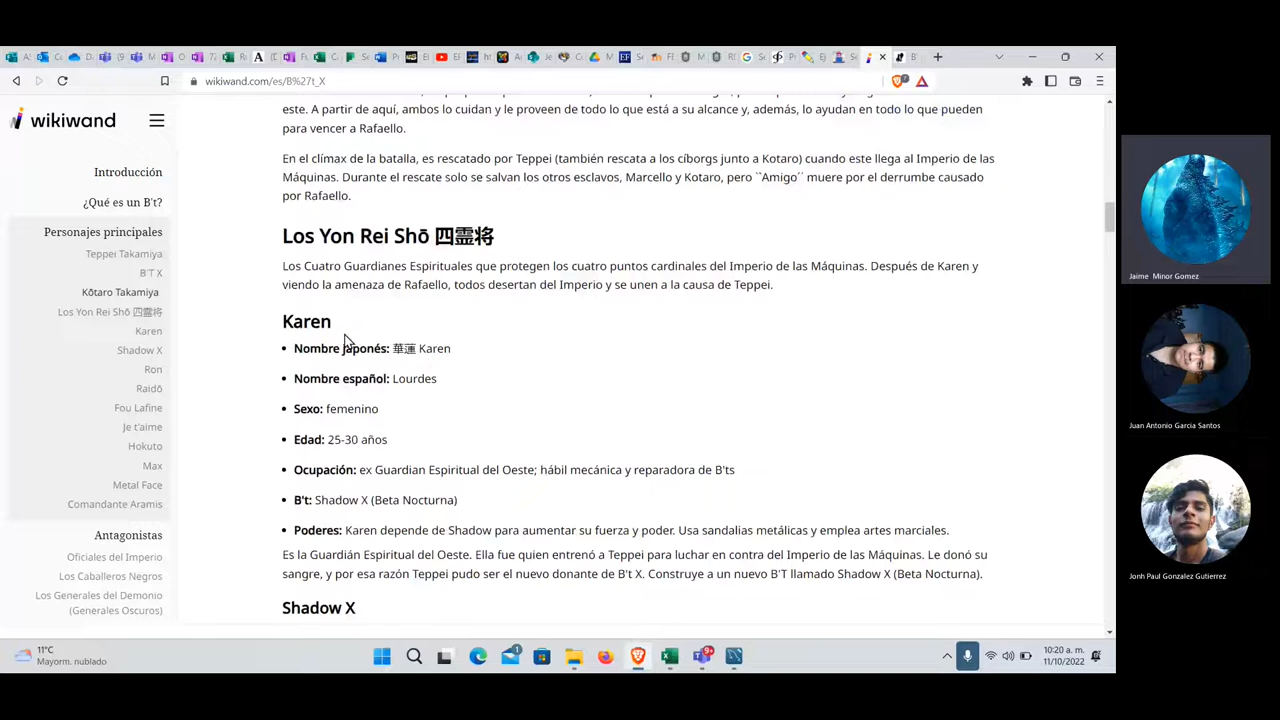 wikiwand.com/es/B%27t_X
wikiwand
este. A partir de aquí, ambos lo cuidan y le proveen de todo lo que está a su alcance y, además, lo ayudan en todo lo que pueden
para vencer a Rafaello.
Introducción
¿Qué es un B't?
Personajes principales
Teppei Takamiya
B'T X
Kōtaro Takamiya
Los Yon Rei Shō 四霊将
Karen
Shadow X
Ron
Raidō
Fou Lafine
Je t'aime
Hokuto
Max
Metal Face
Comandante Aramis
Antagonistas
Oficiales del Imperio
Los Caballeros Negros
Los Generales del Demonio
(Generales Oscuros)
En el clímax de la batalla, es rescatado por Teppei (también rescata a los cíborgs junto a Kotaro) cuando este llega al Imperio de las
Máquinas. Durante el rescate solo se salvan los otros esclavos, Marcello y Kotaro, pero ``Amigo´´ muere por el derrumbe causado
por Rafaello.
Los Yon Rei Shō 四霊将
Los Cuatro Guardianes Espirituales que protegen los cuatro puntos cardinales del Imperio de las Máquinas. Después de Karen y
viendo la amenaza de Rafaello, todos desertan del Imperio y se unen a la causa de Teppei.
Karen
• Nombre japonés: 華蓮 Karen
• Nombre español: Lourdes
• Sexo: femenino
• Edad: 25-30 años
• Ocupación: ex Guardian Espiritual del Oeste; hábil mecánica y reparadora de B'ts
• B't: Shadow X (Beta Nocturna)
• Poderes: Karen depende de Shadow para aumentar su fuerza y poder. Usa sandalias metálicas y emplea artes marciales.
Es la Guardián Espiritual del Oeste. Ella fue quien entrenó a Teppei para luchar en contra del Imperio de las Máquinas. Le donó su
sangre, y por esa razón Teppei pudo ser el nuevo donante de B't X. Construye a un nuevo B'T llamado Shadow X (Beta Nocturna).
Shadow X
Jaime Minor Gomez
Juan Antonio Garcia Santos
Jonh Paul Gonzalez Gutierrez
11°C
Mayorm. nublado
10:20 a. m.
11/10/2022